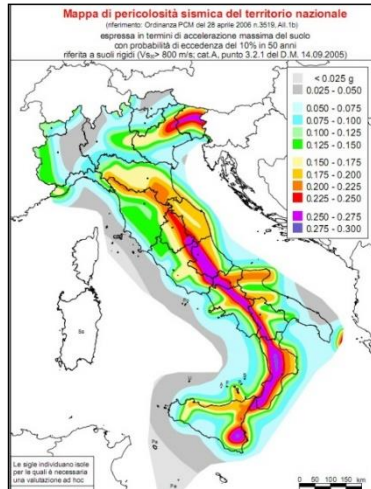 Mappa di pericolosità sismica del territorio nazionale
(riferimento: Ordinanza PCM del 28 aprile 2006 n.3519, All.1b)
espressa in termini di accelerazione massima del suolo
con probabilità di eccedenza del 10% in 50 anni
riferita a suoli rigidi (Vs₃₀> 800 m/s; cat.A, punto 3.2.1 del D.M. 14.09.2005)
< 0.025 g
0.025 - 0.050
0.050 - 0.075
0.075 - 0.100
0.100 - 0.125
0.125 - 0.150
0.150 - 0.175
0.175 - 0.200
0.200 - 0.225
0.225 - 0.250
0.250 - 0.275
0.275 - 0.300
Sa
U
Pa
Pe
Le sigle individuano isole
per le quali è necessaria
una valutazione ad hoc
0 50 100 150 km